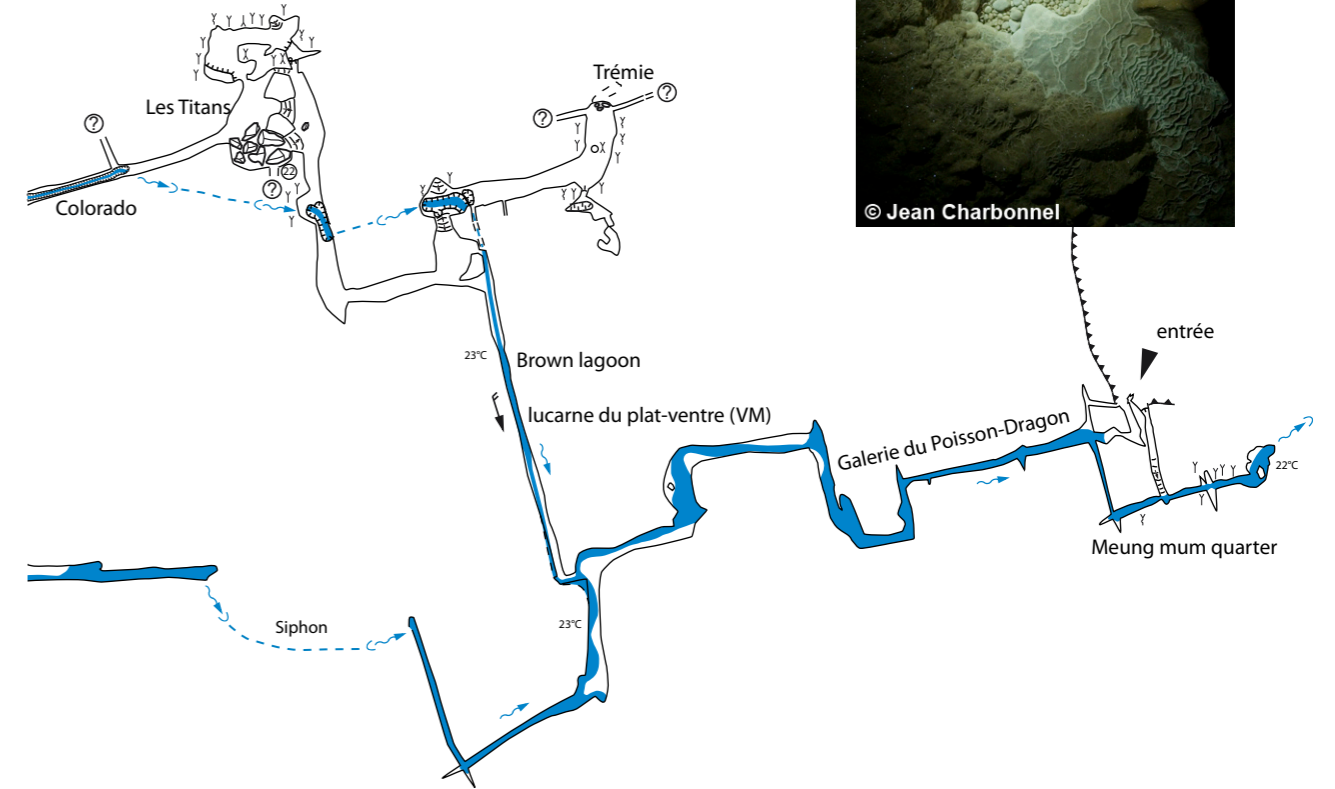 © Jean Charbonnel
Trémie
?
?
Les Titans
?
22
?
Colorado
entrée
23°C
Brown lagoon
lucarne du plat-ventre (VM)
Galerie du Poisson-Dragon
22°C
Meung mum quarter
Siphon
23°C